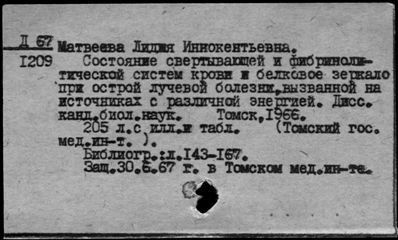 Д 67 Матвеева Лидия Иннокентьевна.
I209 Состояние свертывающей и фибриноли-
тической систем крови и белковое зеркало
при острой лучевой болезни,вызванной на
источниках с различной энергией. Дисс.
канд.биол.наук. Томск,1966.
205 л.с илл.и табл. (Томский гос.
мед.ин-т. ).
Библиогр.:л.143-167.
Защ.30.6.67 г. в Томском мед.ин-те.